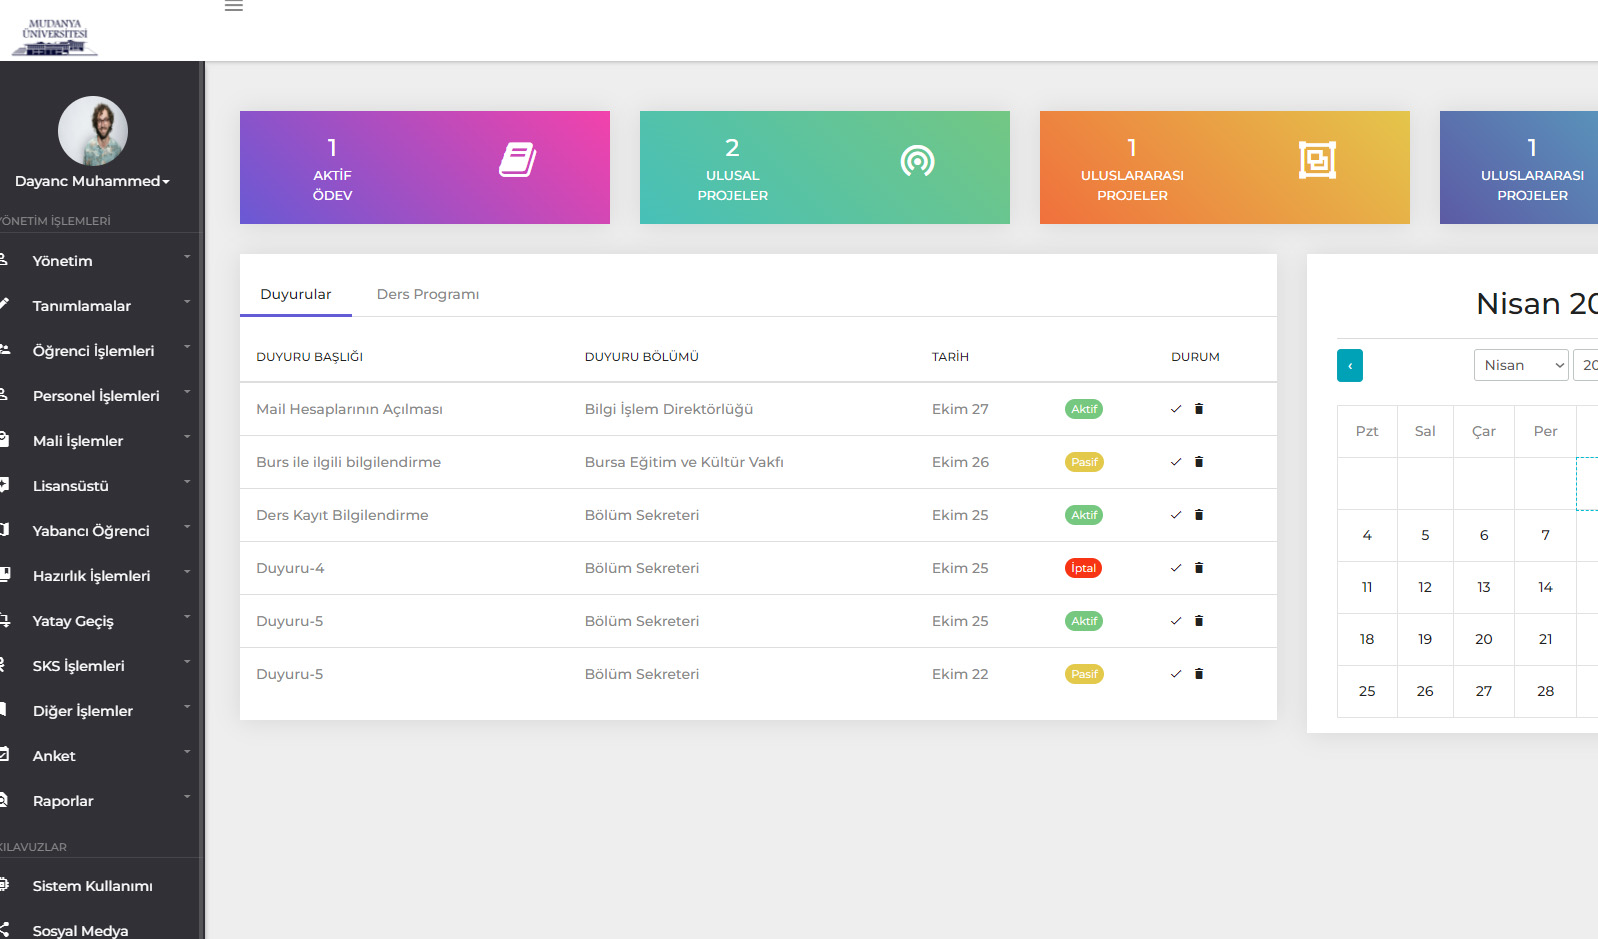 MUDANYA
ÜNİVERSİTESİ
Dayanc Muhammed
YÖNETİM İŞLEMLERİ
Yönetim
Tanımlamalar
Öğrenci İşlemleri
Personel İşlemleri
Mali İşlemler
Lisansüstü
Yabancı Öğrenci
Hazırlık İşlemleri
Yatay Geçiş
SKS İşlemleri
Diğer İşlemler
Anket
Raporlar
KILAVUZLAR
Sistem Kullanımı
Sosyal Medya
1
AKTİF
ÖDEV
2
ULUSAL
PROJELER
1
ULUSLARARASI
PROJELER
1
ULUSLARARASI
PROJELER
Duyurular Ders Programı
DUYURU BAŞLIĞI DUYURU BÖLÜMÜ TARİH DURUM
Mail Hesaplarının Açılması Bilgi İşlem Direktörlüğü Ekim 27 Aktif
Burs ile ilgili bilgilendirme Bursa Eğitim ve Kültür Vakfı Ekim 26 Pasif
Ders Kayıt Bilgilendirme Bölüm Sekreteri Ekim 25 Aktif
Duyuru-4 Bölüm Sekreteri Ekim 25 İptal
Duyuru-5 Bölüm Sekreteri Ekim 25 Aktif
Duyuru-5 Bölüm Sekreteri Ekim 22 Pasif
Nisan 20
‹ Nisan 20
Pzt Sal Çar Per
4 5 6 7
11 12 13 14
18 19 20 21
25 26 27 28